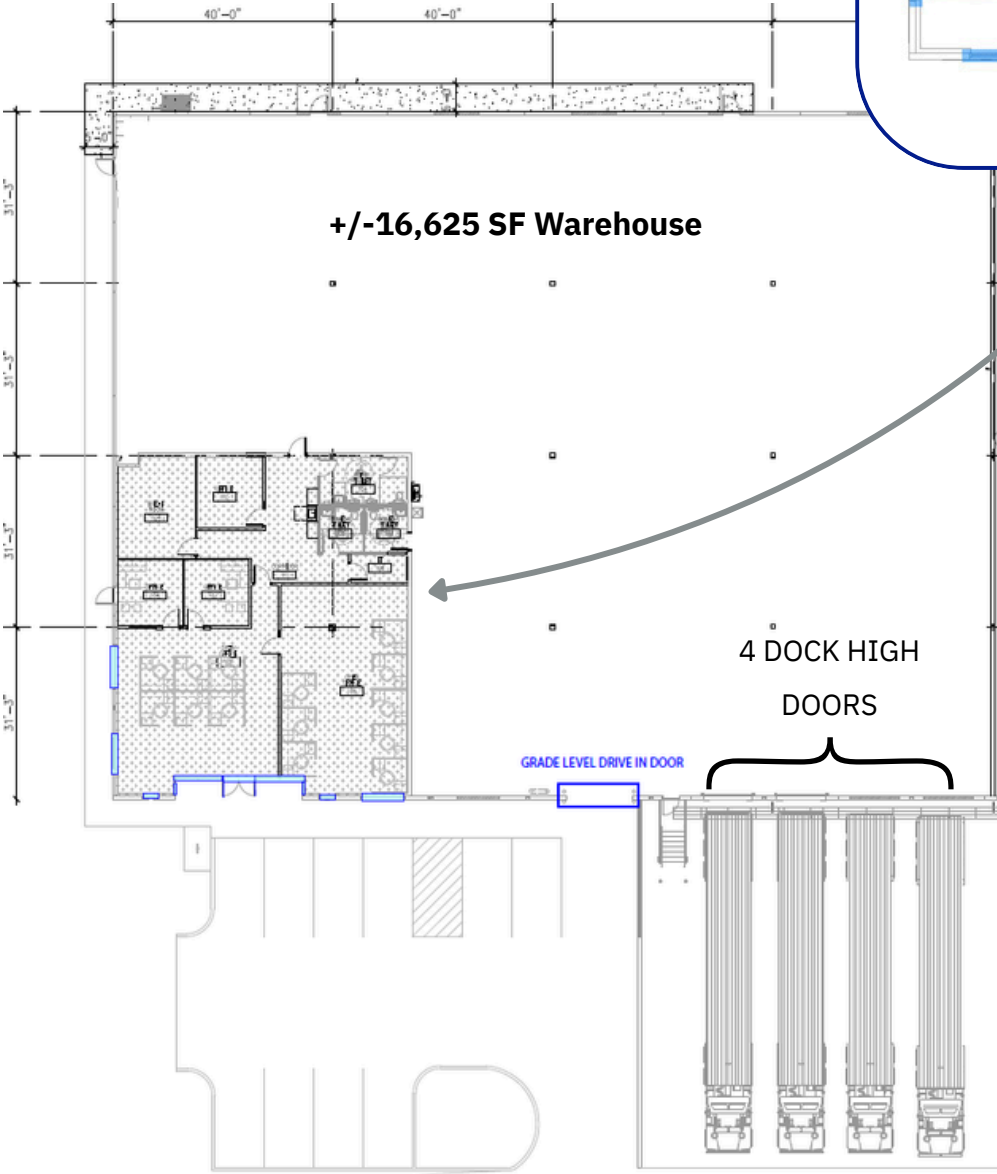 40'-0"
40'-0"
31'-3"
+/-16,625 SF Warehouse
31'-3"
31'-3"
31'-3"
4 DOCK HIGH
DOORS
GRADE LEVEL DRIVE IN DOOR